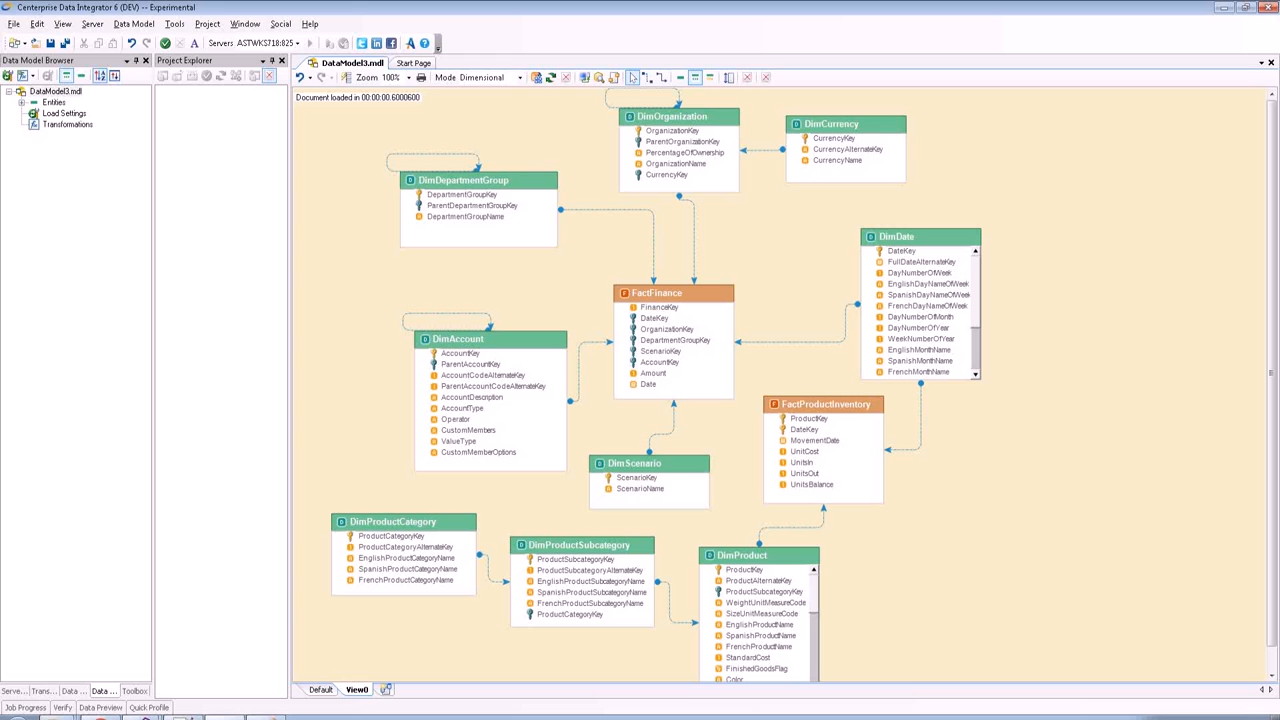 Centerprise Data Integrator 6 (DEV) -- Experimental
File Edit View Server Data Model Tools Project Window Social Help
Servers ASTWKS718:825
Data Model Browser
Project Explorer
DataModel3.mdl
Start Page
Zoom 100%
Mode Dimensional
DataModel3.mdl
Entities
Load Settings
Transformations
Document loaded in 00:00:00.6000600
DimOrganization
OrganizationKey
ParentOrganizationKey
PercentageOfOwnership
OrganizationName
CurrencyKey
DimCurrency
CurrencyKey
CurrencyAlternateKey
CurrencyName
DimDepartmentGroup
DepartmentGroupKey
ParentDepartmentGroupKey
DepartmentGroupName
DimDate
DateKey
FullDateAlternateKey
DayNumberOfWeek
EnglishDayNameOfWeek
SpanishDayNameOfWeek
FrenchDayNameOfWeek
DayNumberOfMonth
DayNumberOfYear
WeekNumberOfYear
EnglishMonthName
SpanishMonthName
FrenchMonthName
FactFinance
FinanceKey
DateKey
OrganizationKey
DepartmentGroupKey
ScenarioKey
AccountKey
Amount
Date
DimAccount
AccountKey
ParentAccountKey
AccountCodeAlternateKey
ParentAccountCodeAlternateKey
AccountDescription
AccountType
Operator
CustomMembers
ValueType
CustomMemberOptions
FactProductInventory
ProductKey
DateKey
MovementDate
UnitCost
UnitsIn
UnitsOut
UnitsBalance
DimScenario
ScenarioKey
ScenarioName
DimProductCategory
ProductCategoryKey
ProductCategoryAlternateKey
EnglishProductCategoryName
SpanishProductCategoryName
FrenchProductCategoryName
DimProductSubcategory
ProductSubcategoryKey
ProductSubcategoryAlternateKey
EnglishProductSubcategoryName
SpanishProductSubcategoryName
FrenchProductSubcategoryName
ProductCategoryKey
DimProduct
ProductKey
ProductAlternateKey
ProductSubcategoryKey
WeightUnitMeasureCode
SizeUnitMeasureCode
EnglishProductName
SpanishProductName
FrenchProductName
StandardCost
FinishedGoodsFlag
Color
Serve... Trans... Data ... Data ... Toolbox
Default View0
Job Progress Verify Data Preview Quick Profile